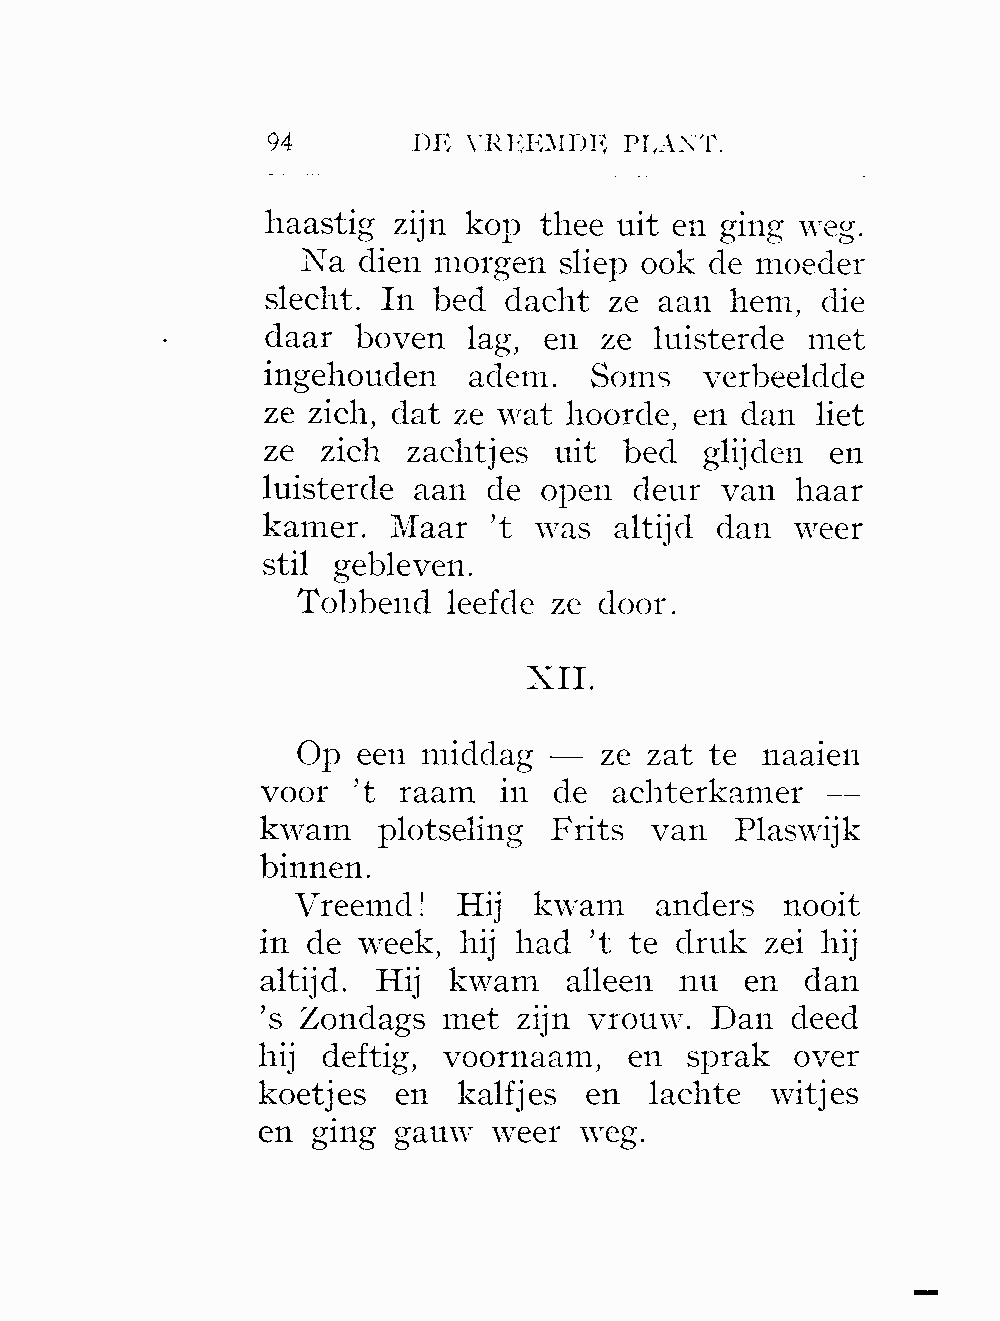 94 DE VREEMDE PLANT.
haastig zijn kop thee uit en ging weg.
Na dien morgen sliep ook de moeder
slecht. In bed dacht ze aan hem, die
daar boven lag, en ze luisterde met
ingehouden adem. Soms verbeeldde
ze zich, dat ze wat hoorde, en dan liet
ze zich zachtjes uit bed glijden en
luisterde aan de open deur van haar
kamer. Maar 't was altijd dan weer
stil gebleven.
Tobbend leefde ze door.
XII.
Op een middag — ze zat te naaien
voor 't raam in de achterkamer —
kwam plotseling Frits van Plaswijk
binnen.
Vreemd! Hij kwam anders nooit
in de week, hij had 't te druk zei hij
altijd. Hij kwam alleen nu en dan
's Zondags met zijn vrouw. Dan deed
hij deftig, voornaam, en sprak over
koetjes en kalfjes en lachte witjes
en ging gauw weer weg.